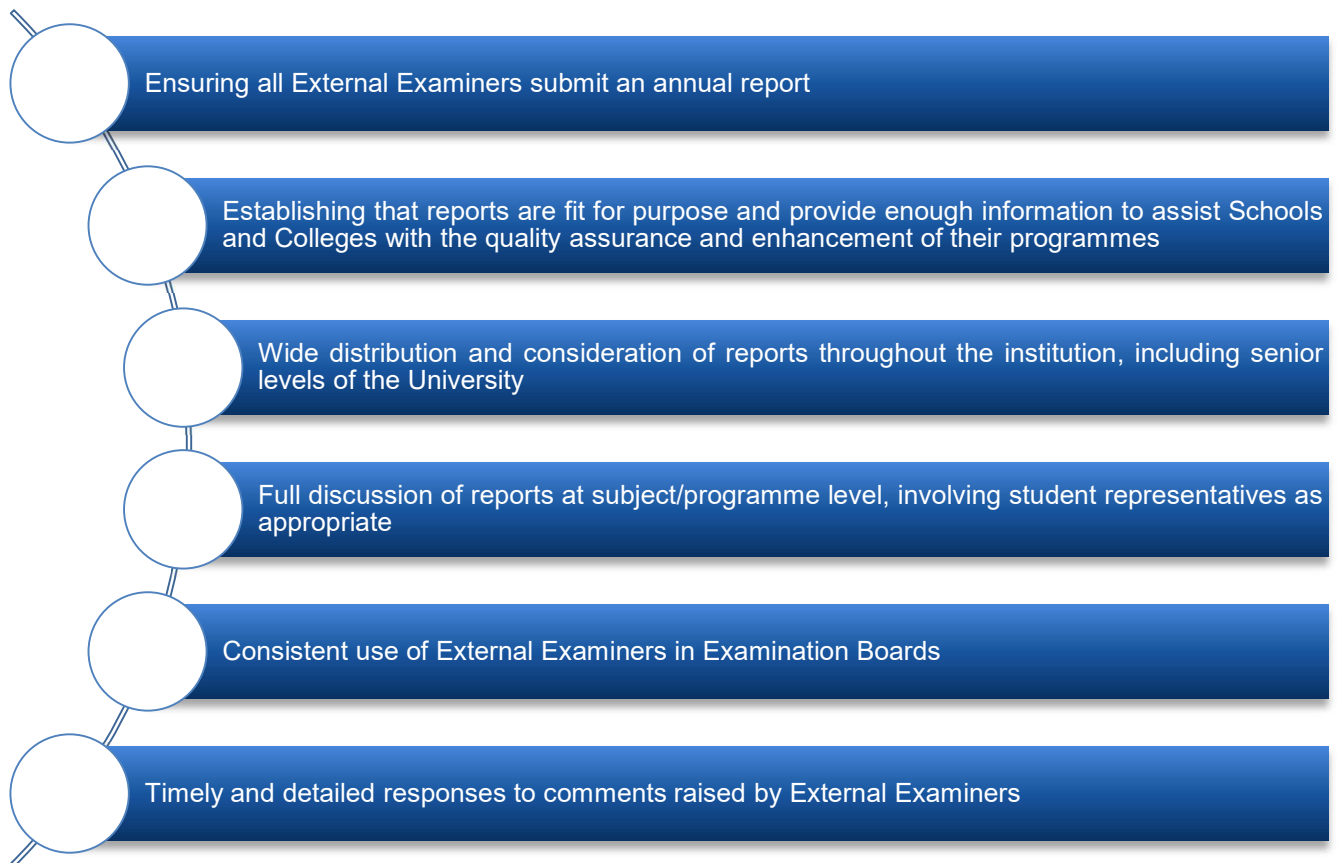 Ensuring all External Examiners submit an annual report
Establishing that reports are fit for purpose and provide enough information to assist Schools
and Colleges with the quality assurance and enhancement of their programmes
Wide distribution and consideration of reports throughout the institution, including senior
levels of the University
Full discussion of reports at subject/programme level, involving student representatives as
appropriate
Consistent use of External Examiners in Examination Boards
Timely and detailed responses to comments raised by External Examiners